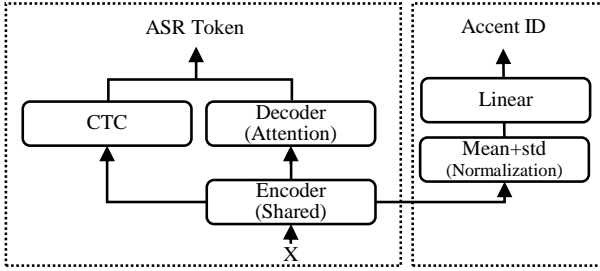 ASR Token
CTC
Decoder
(Attention)
Encoder
(Shared)
X
Accent ID
Linear
Mean+std
(Normalization)